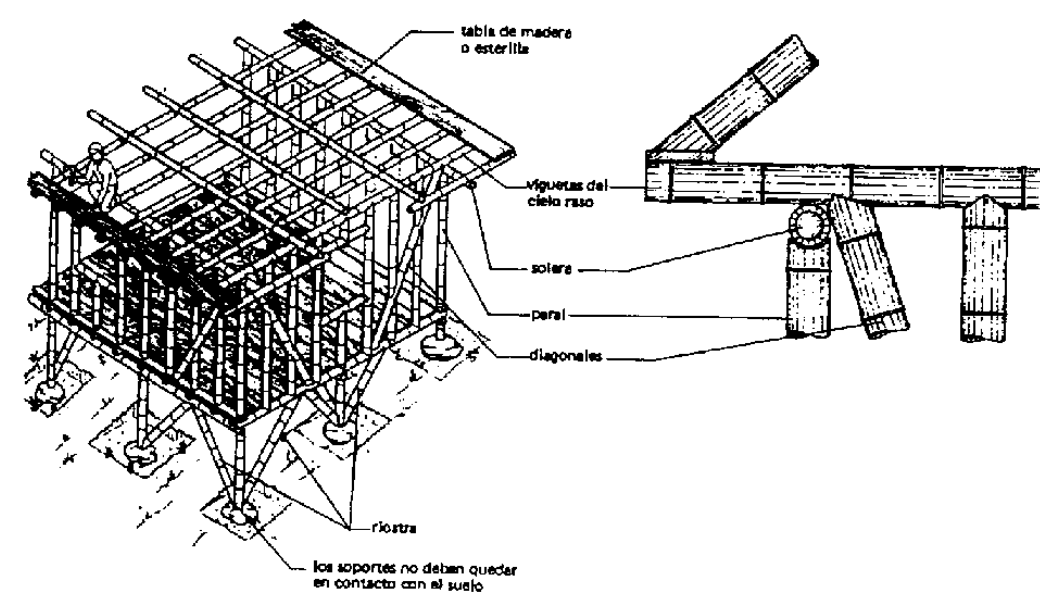 tabla de madera
o esterilla
viguetas del
cielo raso
solera
paral
diagonales
riostra
los soportes no deben quedar
en contacto con el suelo